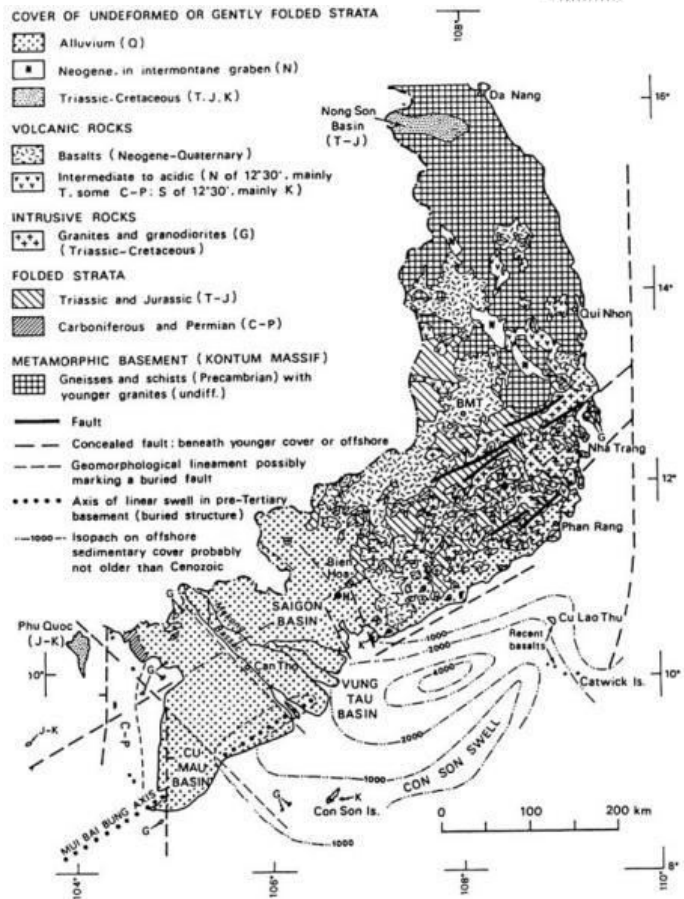 COVER OF UNDEFORMED OR GENTLY FOLDED STRATA
Alluvium (Q)
Neogene, in intermontane graben (N)
Triassic-Cretaceous (T. J. K)
VOLCANIC ROCKS
Basalts (Neogene-Quaternary)
Intermediate to acidic (N of 12°30', mainly
T, some C-P; S of 12°30', mainly K)
INTRUSIVE ROCKS
Granites and granodiorites (G)
(Triassic-Cretaceous)
FOLDED STRATA
Triassic and Jurassic (T-J)
Carboniferous and Permian (C-P)
METAMORPHIC BASEMENT (KONTUM MASSIF)
Gneisses and schists (Precambrian) with
younger granites (undiff.)
Fault
Concealed fault: beneath younger cover or offshore
Geomorphological lineament possibly
marking a buried fault
Axis of linear swell in pre-Tertiary
basement (buried structure)
1000
Isopach on offshore
sedimentary cover probably
not older than Cenozoic
108°
16°
Da Nang
Nong Son
Basin
(T-J)
14°
Qui Nhon
N
N
N
BMT
G
Nha Trang
12°
Phan Rang
Bien
Hoa
SAIGON
BASIN
Phu Quoc
(J-K)
G
K
1000
2000
4000
Cu Lao Thu
Recent
basalts
10°
10°
Can Tho
VUNG
TAU
BASIN
Catwick Is.
G
J-K
C-P
2000
CU
MAU
BASIN
1000
CON SON SWELL
G
K
Con Son Is.
G
1000
MUI BAI BUNG AXIS
0
100
200 km
104°
106°
108°
110°
8°